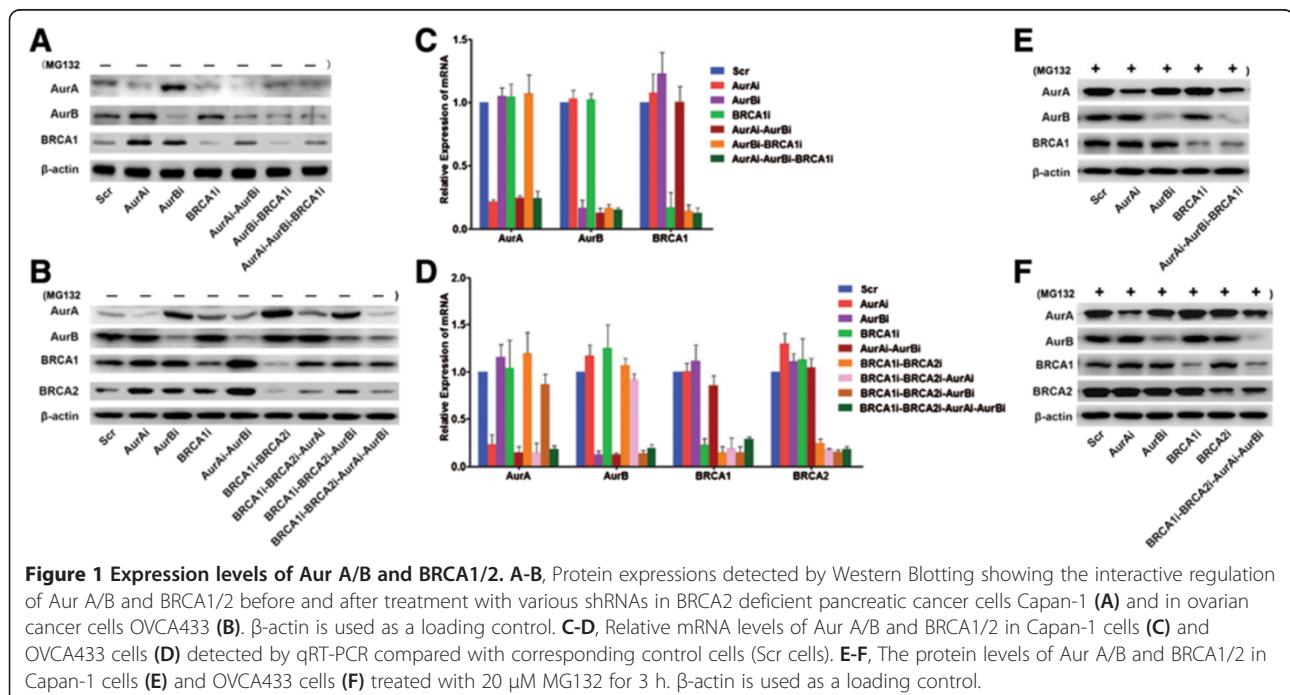 A
(MG132 − − − − − − − )
AurA
AurB
BRCA1
β-actin
Scr
AurAi
AurBi
BRCA1i
AurAi-AurBi
AurBi-BRCA1i
AurAi-AurBi-BRCA1i
B
(MG132 − − − − − − − − − )
AurA
AurB
BRCA1
BRCA2
β-actin
Scr
AurAi
AurBi
BRCA1i
AurAi-AurBi
BRCA1i-BRCA2i
BRCA1i-BRCA2i-AurAi
BRCA1i-BRCA2i-AurBi
BRCA1i-BRCA2i-AurAi-AurBi
C
Relative Expression of mRNA
1.5
1.0
0.5
0.0
AurA
AurB
BRCA1
Scr
AurAi
AurBi
BRCA1i
AurAi-AurBi
AurBi-BRCA1i
AurAi-AurBi-BRCA1i
D
Relative Expression of mRNA
2.0
1.5
1.0
0.5
0.0
AurA
AurB
BRCA1
BRCA2
Scr
AurAi
AurBi
BRCA1i
AurAi-AurBi
BRCA1i-BRCA2i
BRCA1i-BRCA2i-AurAi
BRCA1i-BRCA2i-AurBi
BRCA1i-BRCA2i-AurAi-AurBi
E
(MG132 + + + + + )
AurA
AurB
BRCA1
β-actin
Scr
AurAi
AurBi
BRCA1i
AurAi-AurBi-BRCA1i
F
(MG132 + + + + + + )
AurA
AurB
BRCA1
BRCA2
β-actin
Scr
AurAi
AurBi
BRCA1i
BRCA2i
BRCA1i-BRCA2i-AurAi-AurBi
Figure 1 Expression levels of Aur A/B and BRCA1/2. A-B, Protein expressions detected by Western Blotting showing the interactive regulation
of Aur A/B and BRCA1/2 before and after treatment with various shRNAs in BRCA2 deficient pancreatic cancer cells Capan-1 (A) and in ovarian
cancer cells OVCA433 (B). β-actin is used as a loading control. C-D, Relative mRNA levels of Aur A/B and BRCA1/2 in Capan-1 cells (C) and
OVCA433 cells (D) detected by qRT-PCR compared with corresponding control cells (Scr cells). E-F, The protein levels of Aur A/B and BRCA1/2 in
Capan-1 cells (E) and OVCA433 cells (F) treated with 20 μM MG132 for 3 h. β-actin is used as a loading control.